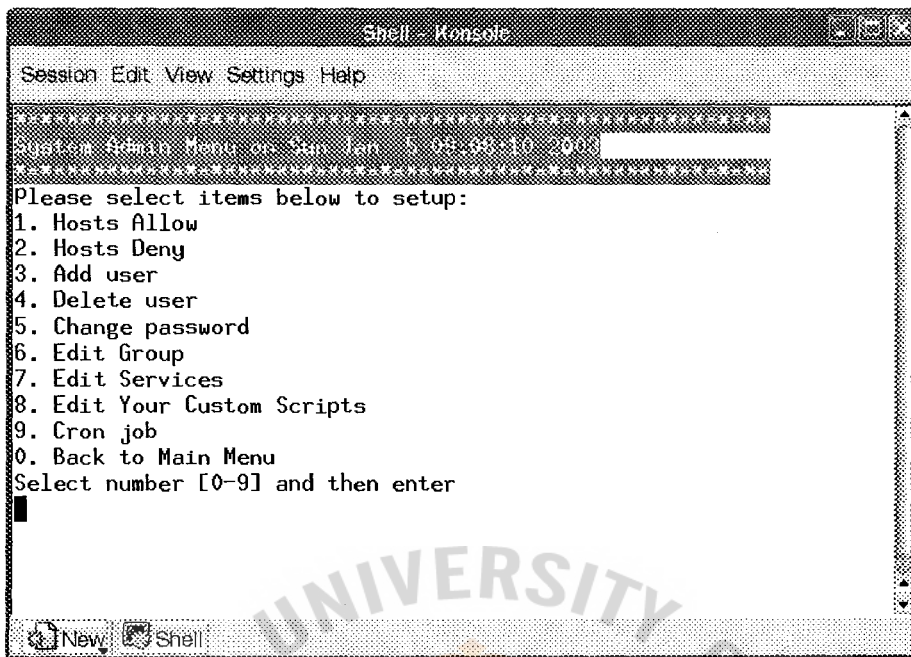 Shell - Konsole
Session Edit View Settings Help
**********************************************************
System Admin Menu on Sun Jan 5 08:08:10 2003
**********************************************************
Please select items below to setup:
1. Hosts Allow
2. Hosts Deny
3. Add user
4. Delete user
5. Change password
6. Edit Group
7. Edit Services
8. Edit Your Custom Scripts
9. Cron job
0. Back to Main Menu
Select number [0-9] and then enter
UNIVERSITY
New Shell